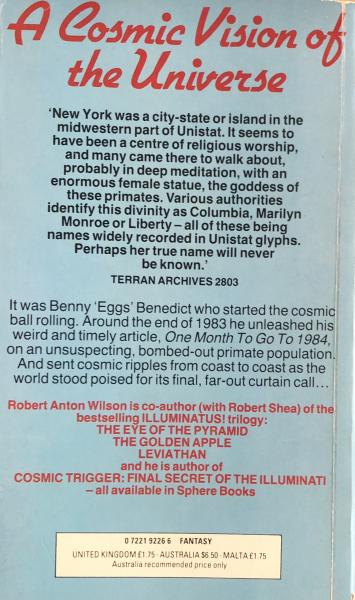 A Cosmic Vision of
the Universe
'New York was a city-state or island in the
midwestern part of Unistat. It seems to
have been a centre of religious worship,
and many came there to walk about,
probably in deep meditation, with an
enormous female statue, the goddess of
these primates. Various authorities
identify this divinity as Columbia, Marilyn
Monroe or Liberty – all of these being
names widely recorded in Unistat glyphs.
Perhaps her true name will never
be known.'
TERRAN ARCHIVES 2803
It was Benny 'Eggs' Benedict who started the cosmic
ball rolling. Around the end of 1983 he unleashed his
weird and timely article, One Month To Go To 1984,
on an unsuspecting, bombed-out primate population.
And sent cosmic ripples from coast to coast as the
world stood poised for its final, far-out curtain call...
Robert Anton Wilson is co-author (with Robert Shea) of the
bestselling ILLUMINATUS! trilogy:
THE EYE OF THE PYRAMID
THE GOLDEN APPLE
LEVIATHAN
and he is author of
COSMIC TRIGGER: FINAL SECRET OF THE ILLUMINATI
– all available in Sphere Books
0 7221 9226 6 FANTASY
UNITED KINGDOM £1.75 · AUSTRALIA $6.50 · MALTA £1.75
Australia recommended price only